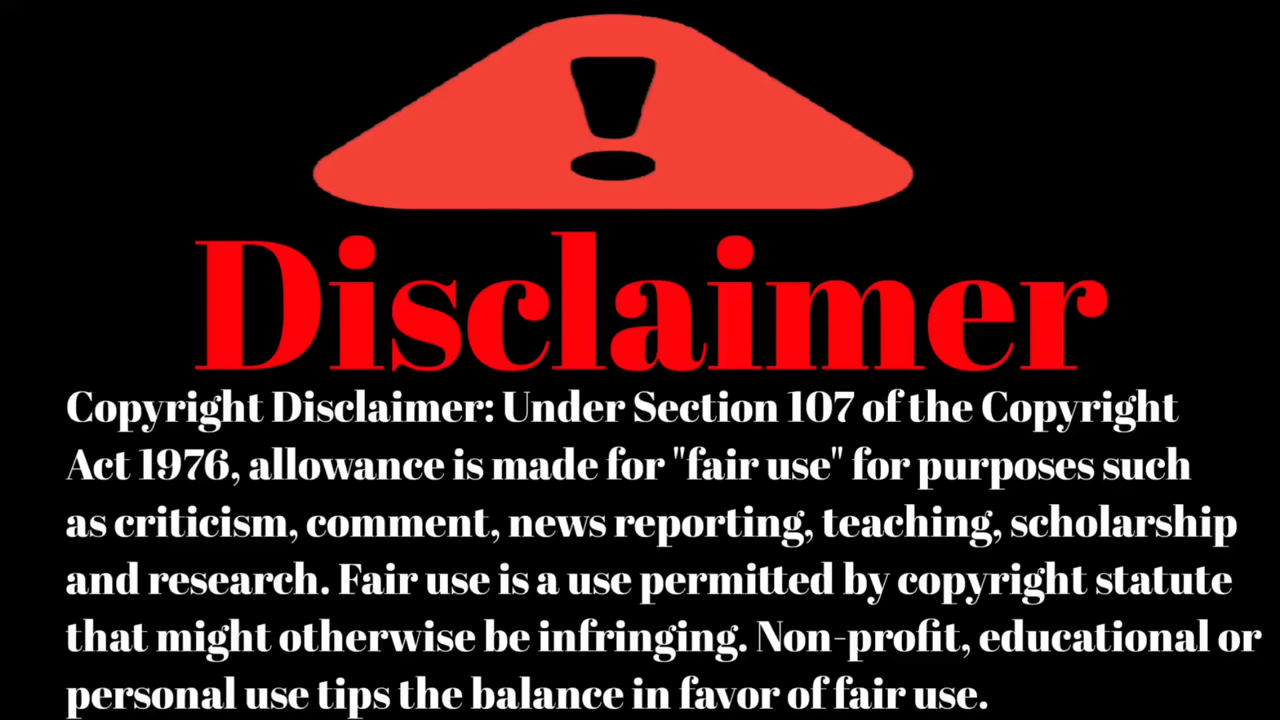 Disclaimer
Copyright Disclaimer: Under Section 107 of the Copyright
Act 1976, allowance is made for "fair use" for purposes such
as criticism, comment, news reporting, teaching, scholarship
and research. Fair use is a use permitted by copyright statute
that might otherwise be infringing. Non-profit, educational or
personal use tips the balance in favor of fair use.